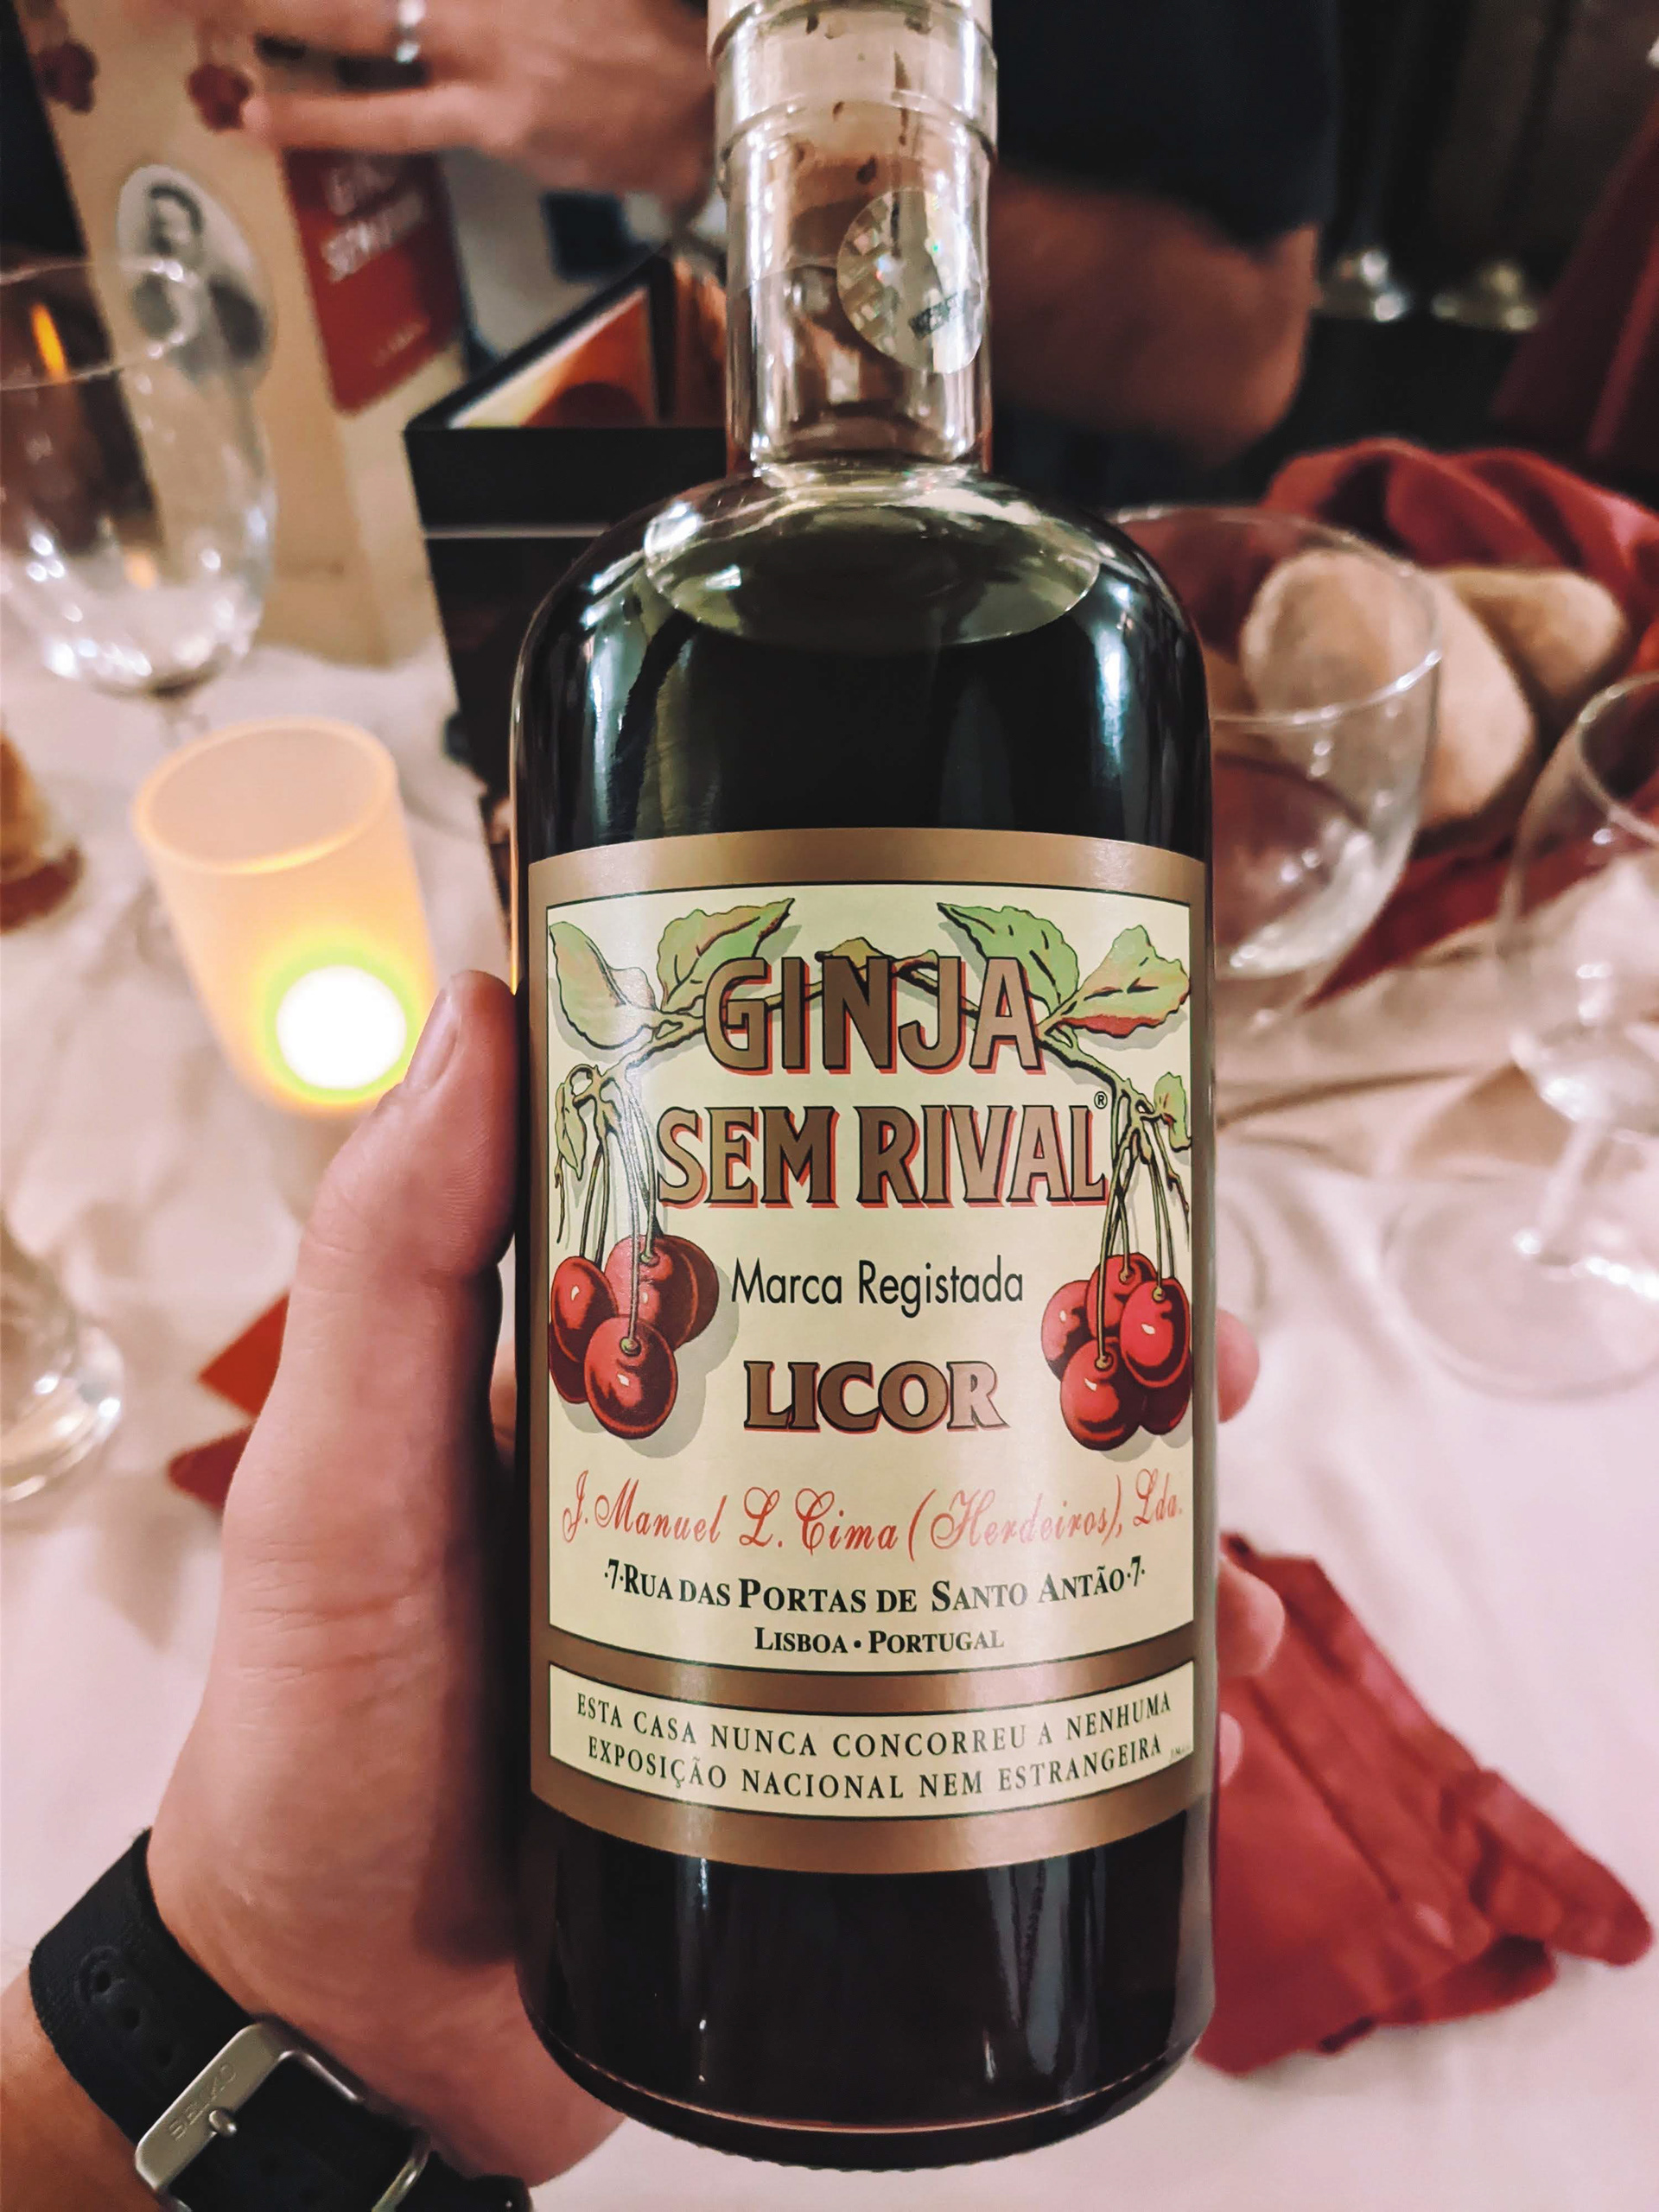 GINJA
SEM RIVAL®
Marca Registada
LICOR
J. Manuel L. Cima (Herdeiros), Lda.
·7·RUA DAS PORTAS DE SANTO ANTÃO·7·
LISBOA • PORTUGAL
ESTA CASA NUNCA CONCORREU A NENHUMA
EXPOSIÇÃO NACIONAL NEM ESTRANGEIRA
SEIKO